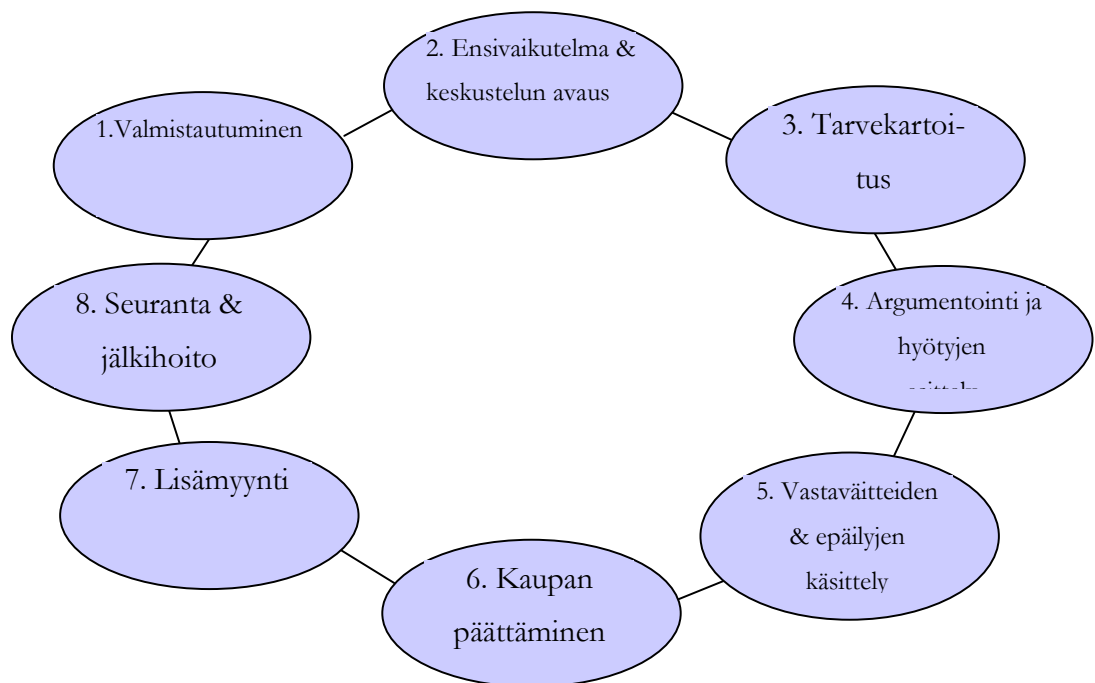 1.Valmistautuminen
2. Ensivaikutelma &
keskustelun avaus
3. Tarvekartoi-
tus
4. Argumentointi ja
hyötyjen
5. Vastaväitteiden
& epäilyjen
käsittely
6. Kaupan
päättäminen
7. Lisämyynti
8. Seuranta &
jälkihoito